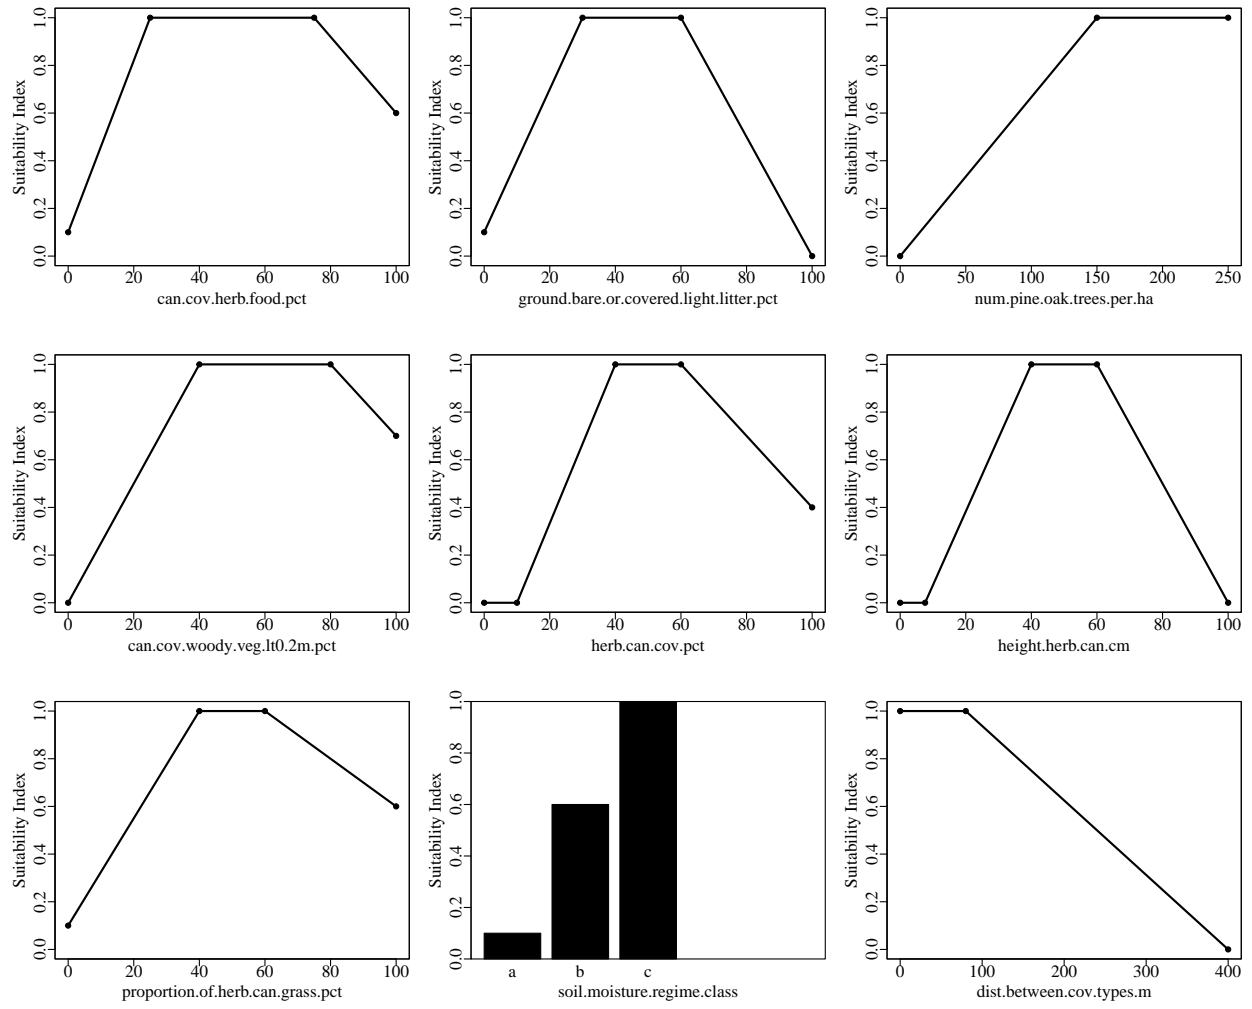 Suitability Index
0.0 0.2 0.4 0.6 0.8 1.0
0 20 40 60 80 100
can.cov.herb.food.pct
Suitability Index
0.0 0.2 0.4 0.6 0.8 1.0
0 20 40 60 80 100
ground.bare.or.covered.light.litter.pct
Suitability Index
0.0 0.2 0.4 0.6 0.8 1.0
0 50 100 150 200 250
num.pine.oak.trees.per.ha
Suitability Index
0.0 0.2 0.4 0.6 0.8 1.0
0 20 40 60 80 100
can.cov.woody.veg.lt0.2m.pct
Suitability Index
0.0 0.2 0.4 0.6 0.8 1.0
0 20 40 60 80 100
herb.can.cov.pct
Suitability Index
0.0 0.2 0.4 0.6 0.8 1.0
0 20 40 60 80 100
height.herb.can.cm
Suitability Index
0.0 0.2 0.4 0.6 0.8 1.0
0 20 40 60 80 100
proportion.of.herb.can.grass.pct
Suitability Index
0.0 0.2 0.4 0.6 0.8 1.0
a b c
soil.moisture.regime.class
Suitability Index
0.0 0.2 0.4 0.6 0.8 1.0
0 100 200 300 400
dist.between.cov.types.m